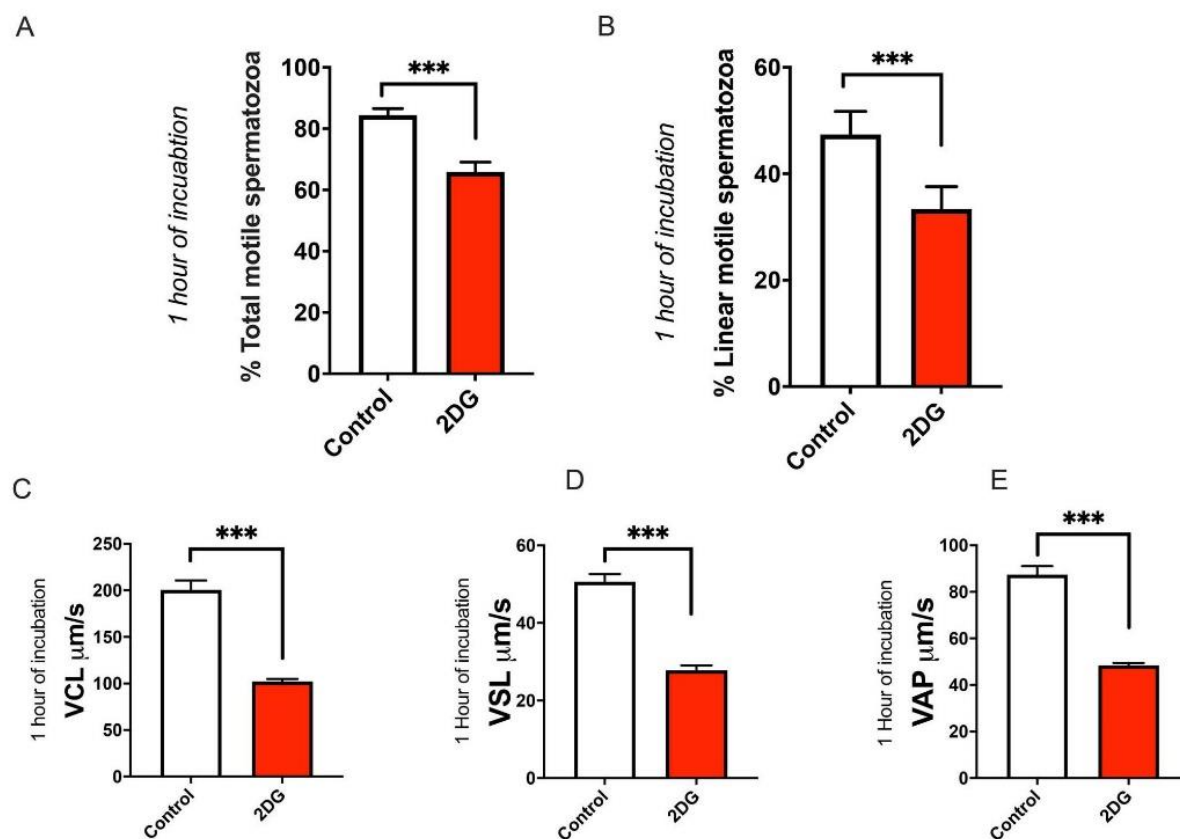 A
1 hour of incuabtion
% Total motile spermatozoa
100
80
60
40
20
0
***
Control
2DG
B
1 hour of incubation
% Linear motile spermatozoa
60
40
20
0
***
Control
2DG
C
1 hour of incubation
VCL μm/s
250
200
150
100
50
0
***
Control
2DG
D
1 Hour of incubation
VSL μm/s
60
40
20
0
***
Control
2DG
E
1 Hour of incubation
VAP μm/s
100
80
60
40
20
0
***
Control
2DG